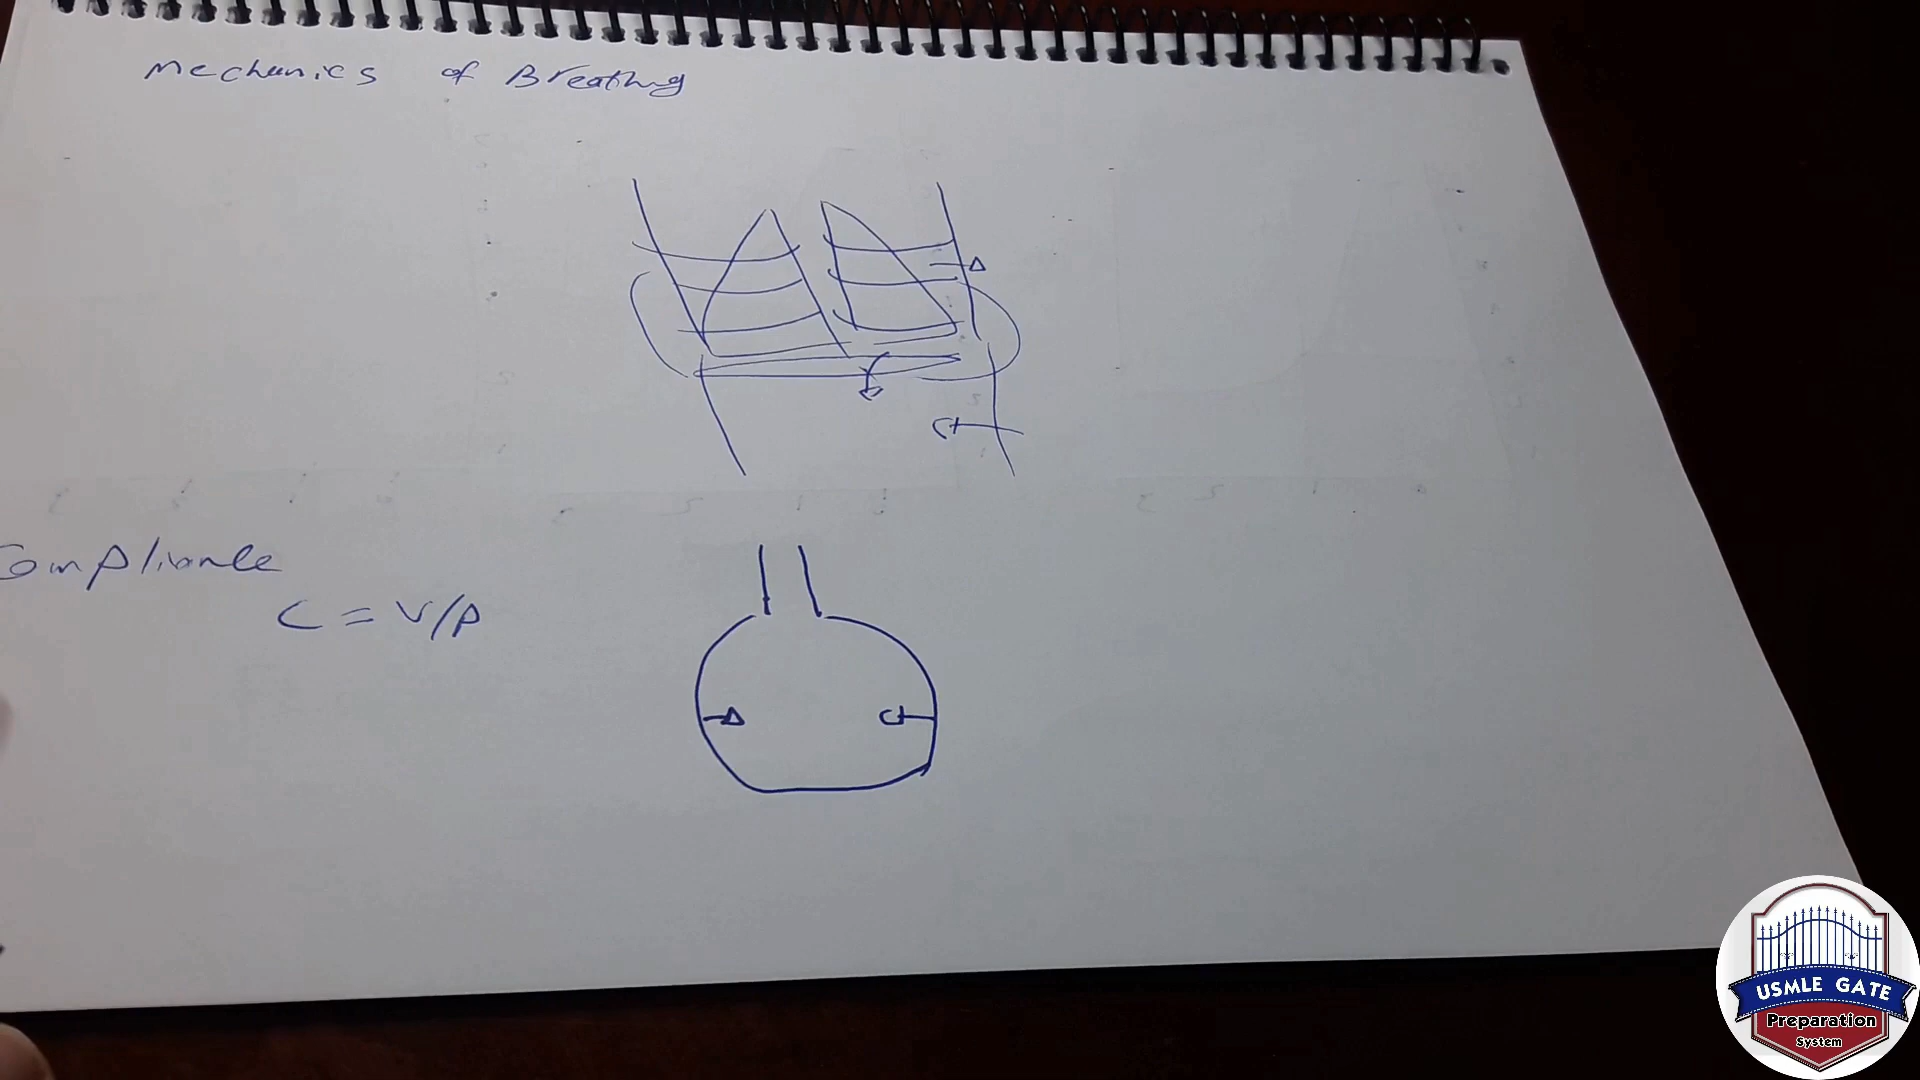 Mechanics of Breathing
Compliance
C = V/P
USMLE GATE
Preparation
System